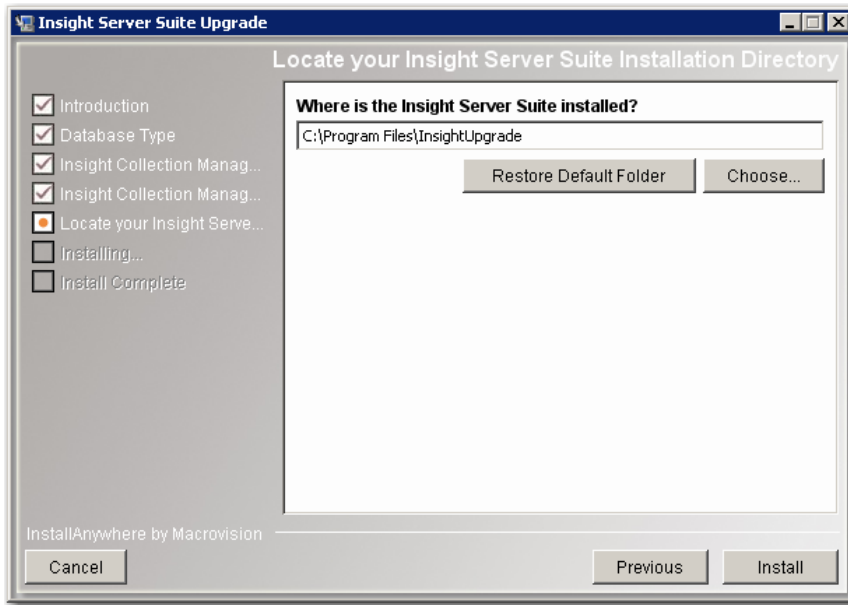 Insight Server Suite Upgrade
Locate your Insight Server Suite Installation Directory
Introduction
Database Type
Insight Collection Manag...
Insight Collection Manag...
Locate your Insight Serve...
Installing...
Install Complete
Where is the Insight Server Suite installed?
C:\Program Files\InsightUpgrade
Restore Default Folder
Choose...
InstallAnywhere by Macrovision
Cancel
Previous
Install